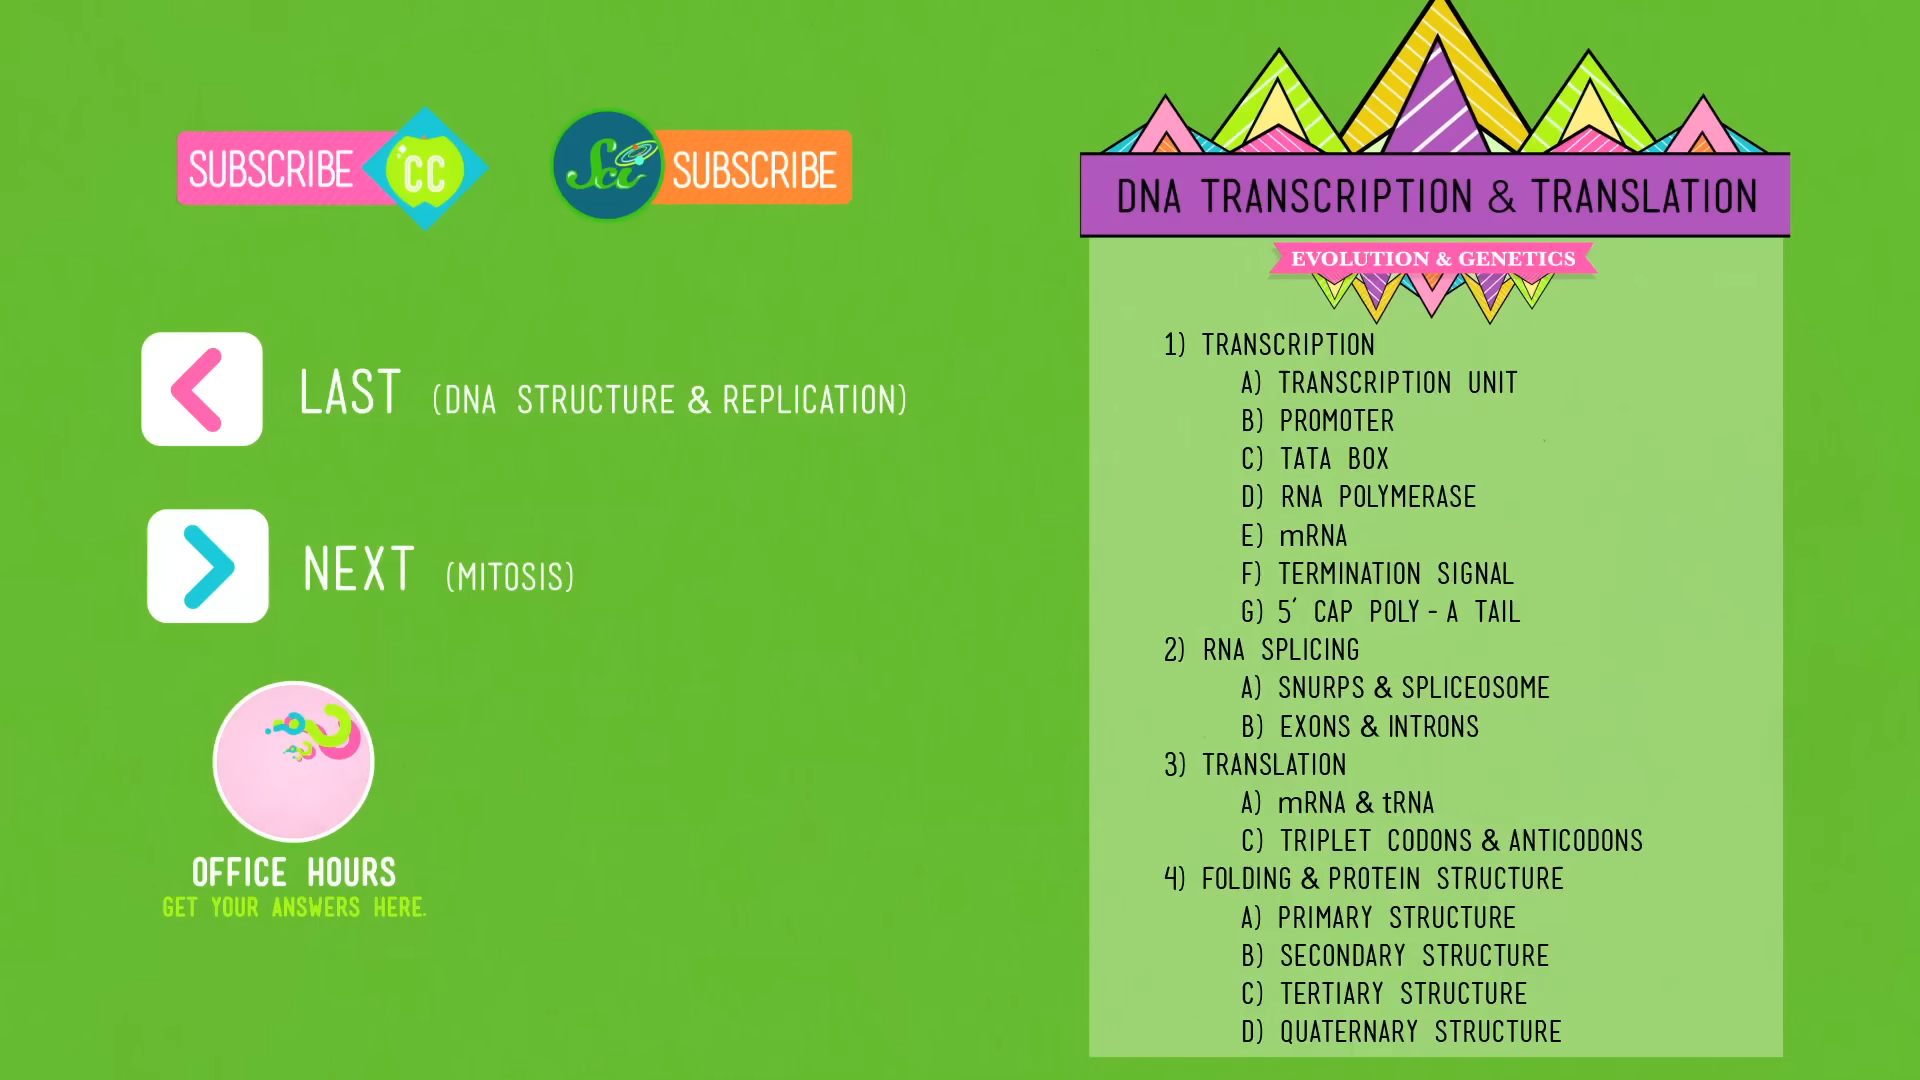 SUBSCRIBE CC
Sci SUBSCRIBE
LAST (DNA STRUCTURE & REPLICATION)
NEXT (MITOSIS)
OFFICE HOURS
GET YOUR ANSWERS HERE.
DNA TRANSCRIPTION & TRANSLATION
EVOLUTION & GENETICS
1) TRANSCRIPTION
A) TRANSCRIPTION UNIT
B) PROMOTER
C) TATA BOX
D) RNA POLYMERASE
E) mRNA
F) TERMINATION SIGNAL
G) 5' CAP POLY - A TAIL
2) RNA SPLICING
A) SNURPS & SPLICEOSOME
B) EXONS & INTRONS
3) TRANSLATION
A) mRNA & tRNA
C) TRIPLET CODONS & ANTICODONS
4) FOLDING & PROTEIN STRUCTURE
A) PRIMARY STRUCTURE
B) SECONDARY STRUCTURE
C) TERTIARY STRUCTURE
D) QUATERNARY STRUCTURE